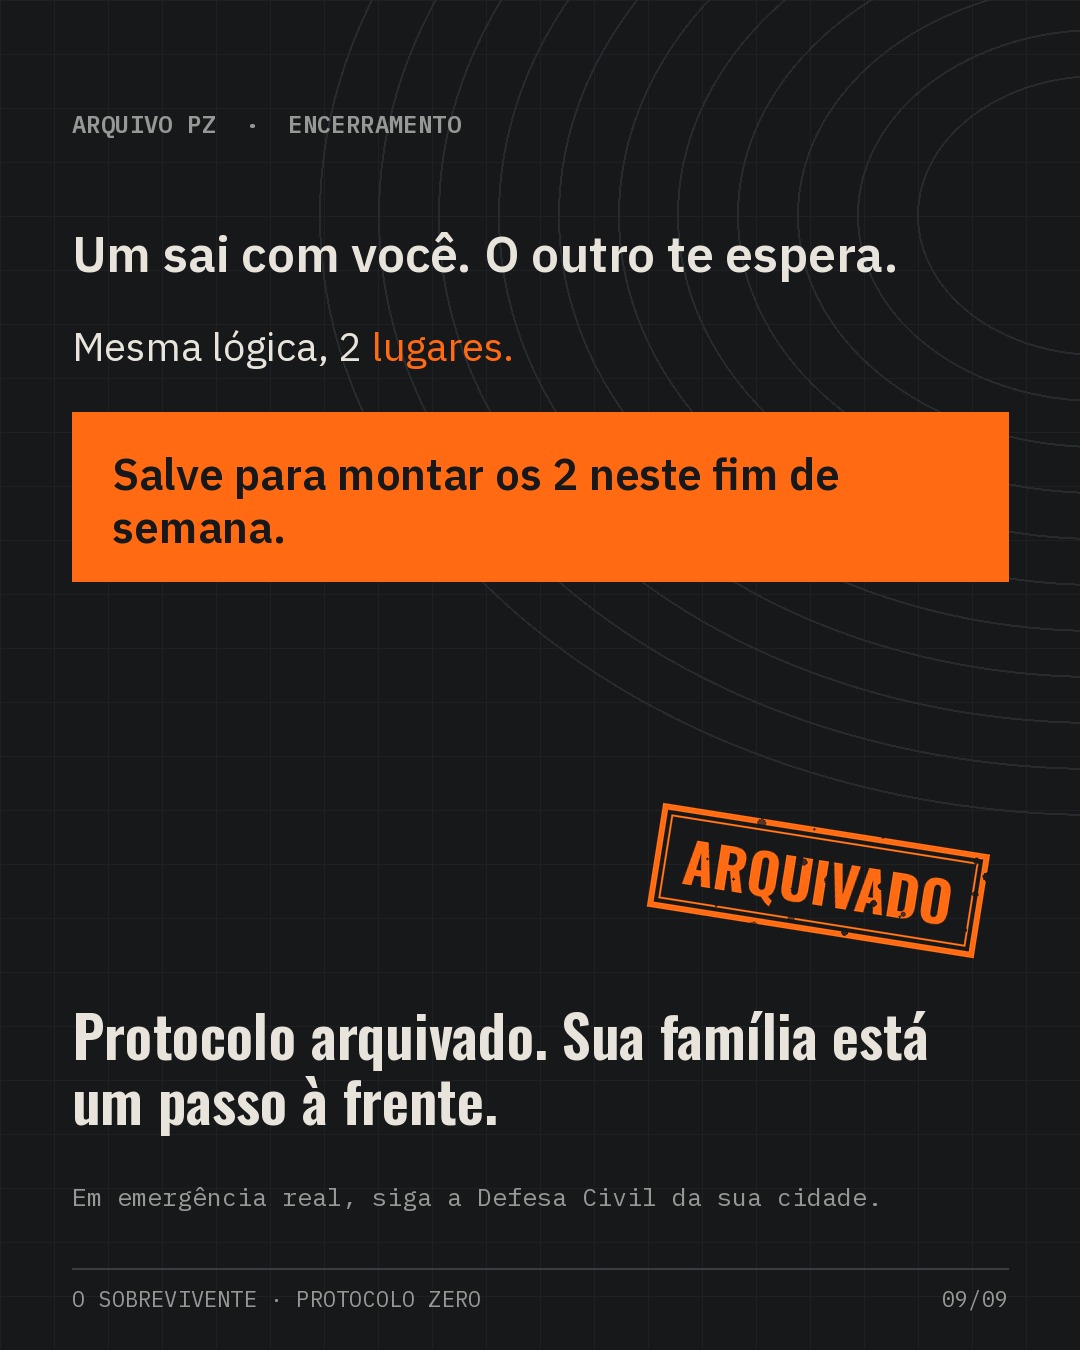 ARQUIVO PZ · ENCERRAMENTO
Um sai com você. O outro te espera.
Mesma lógica, 2 lugares.
Salve para montar os 2 neste fim de
semana.
ARQUIVADO
Protocolo arquivado. Sua família está
um passo à frente.
Em emergência real, siga a Defesa Civil da sua cidade.
O SOBREVIVENTE · PROTOCOLO ZERO
09/09